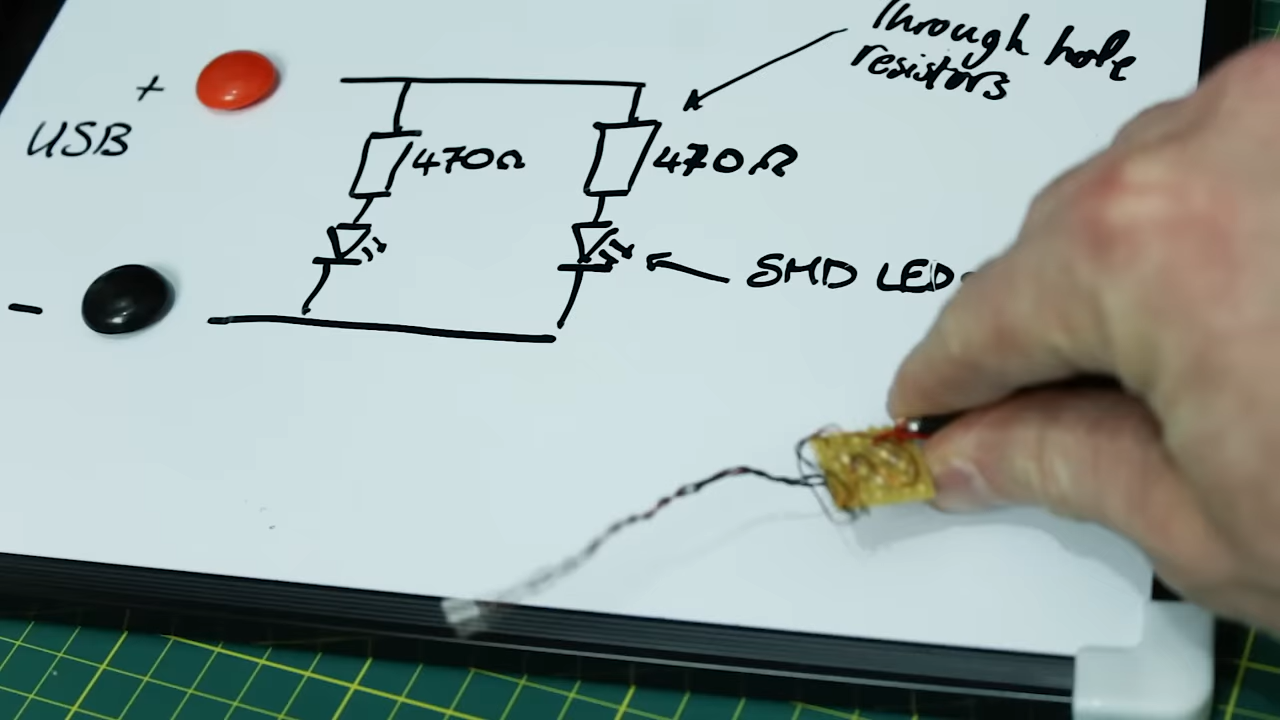 Through hole
resistors
+
USB
470Ω
470Ω
SMD LED
-